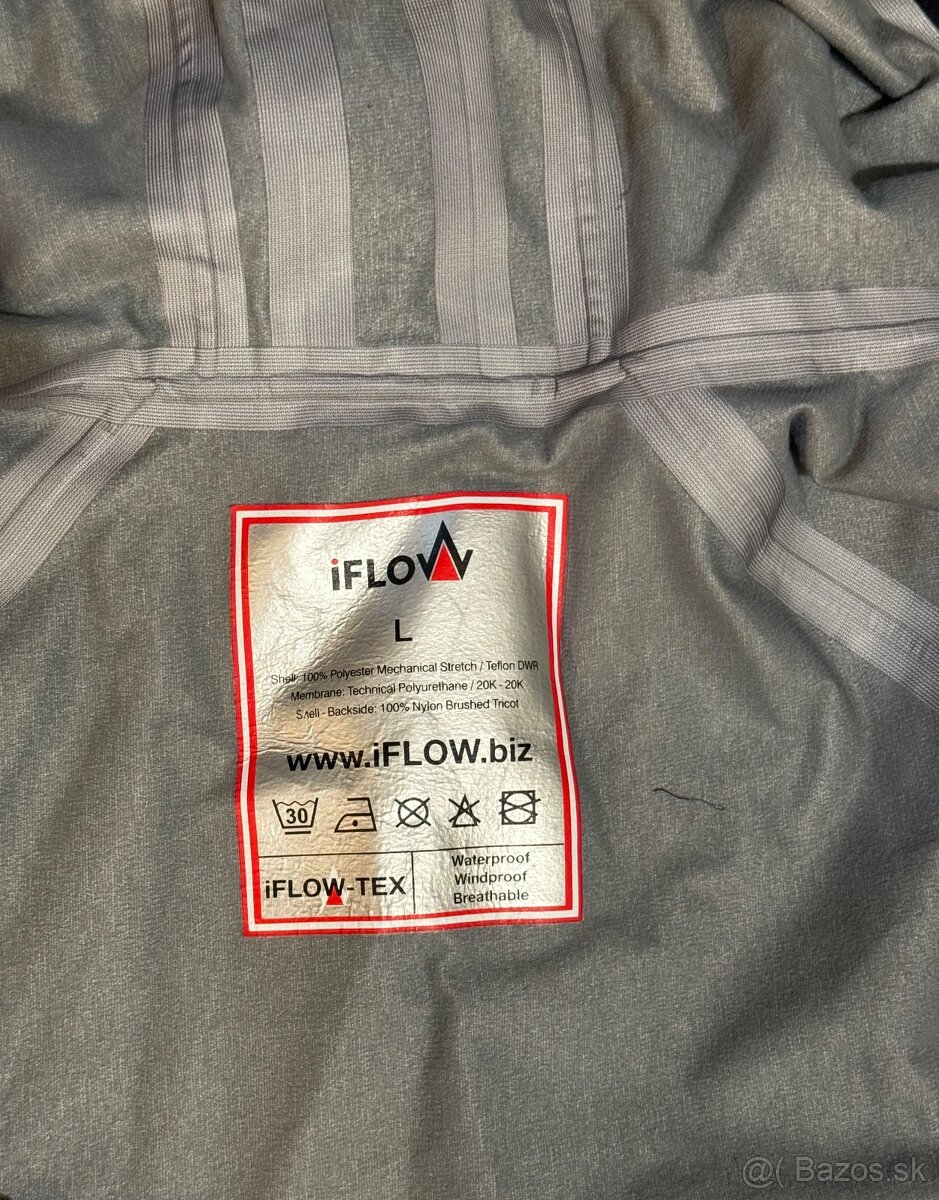 iFLOW
L
Shell: 100% Polyester Mechanical Stretch / Teflon DWR
Membrane: Technical Polyurethane / 20K - 20K
Shell - Backside: 100% Nylon Brushed Tricot
www.iFLOW.biz
30
iFLOW-TEX
Waterproof
Windproof
Breathable
@( Bazos.sk